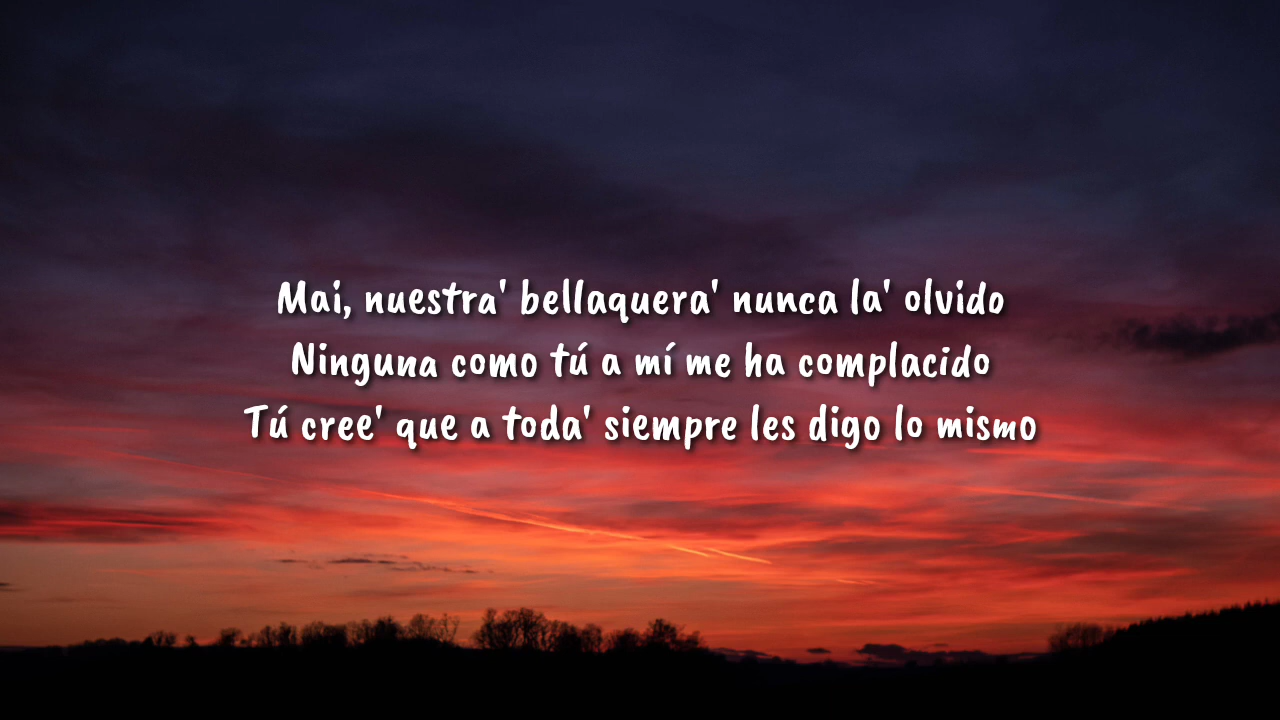 Mai, nuestra' bellaquera' nunca la' olvido
Ninguna como tú a mí me ha complacido
Tú cree' que a toda' siempre les digo lo mismo